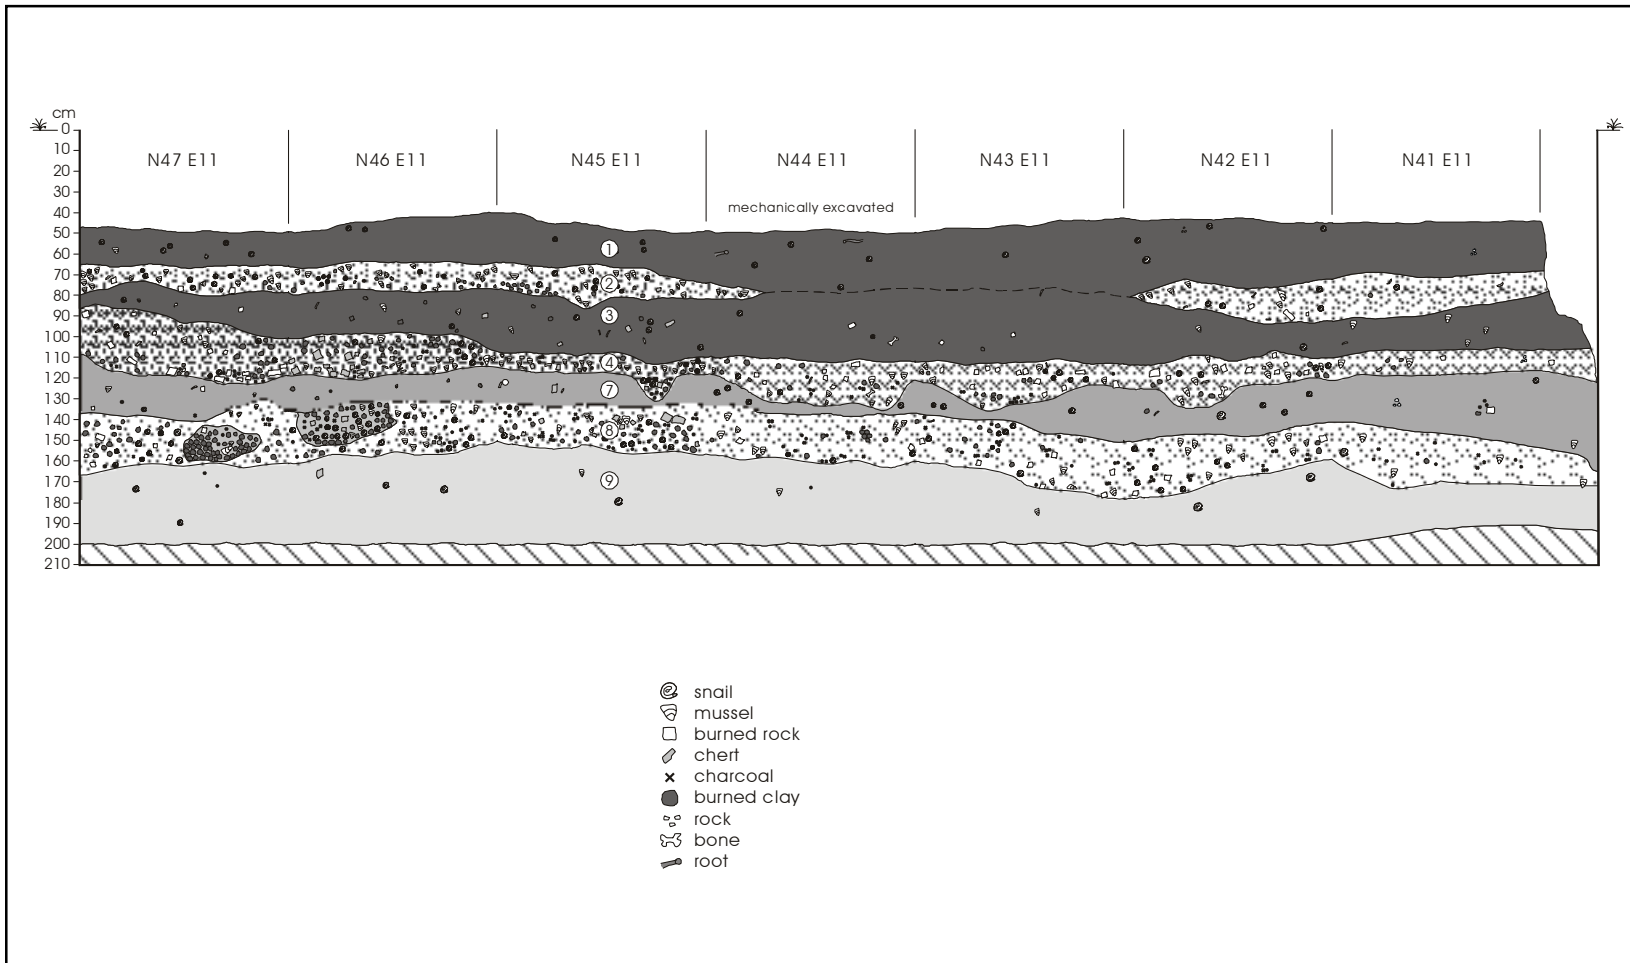 cm
0
10
20
30
40
50
60
70
80
90
100
110
120
130
140
150
160
170
180
190
200
210
N47 E11 N46 E11 N45 E11 N44 E11 N43 E11 N42 E11 N41 E11
mechanically excavated
1
2
3
4
7
8
9
snail
mussel
burned rock
chert
charcoal
burned clay
rock
bone
root